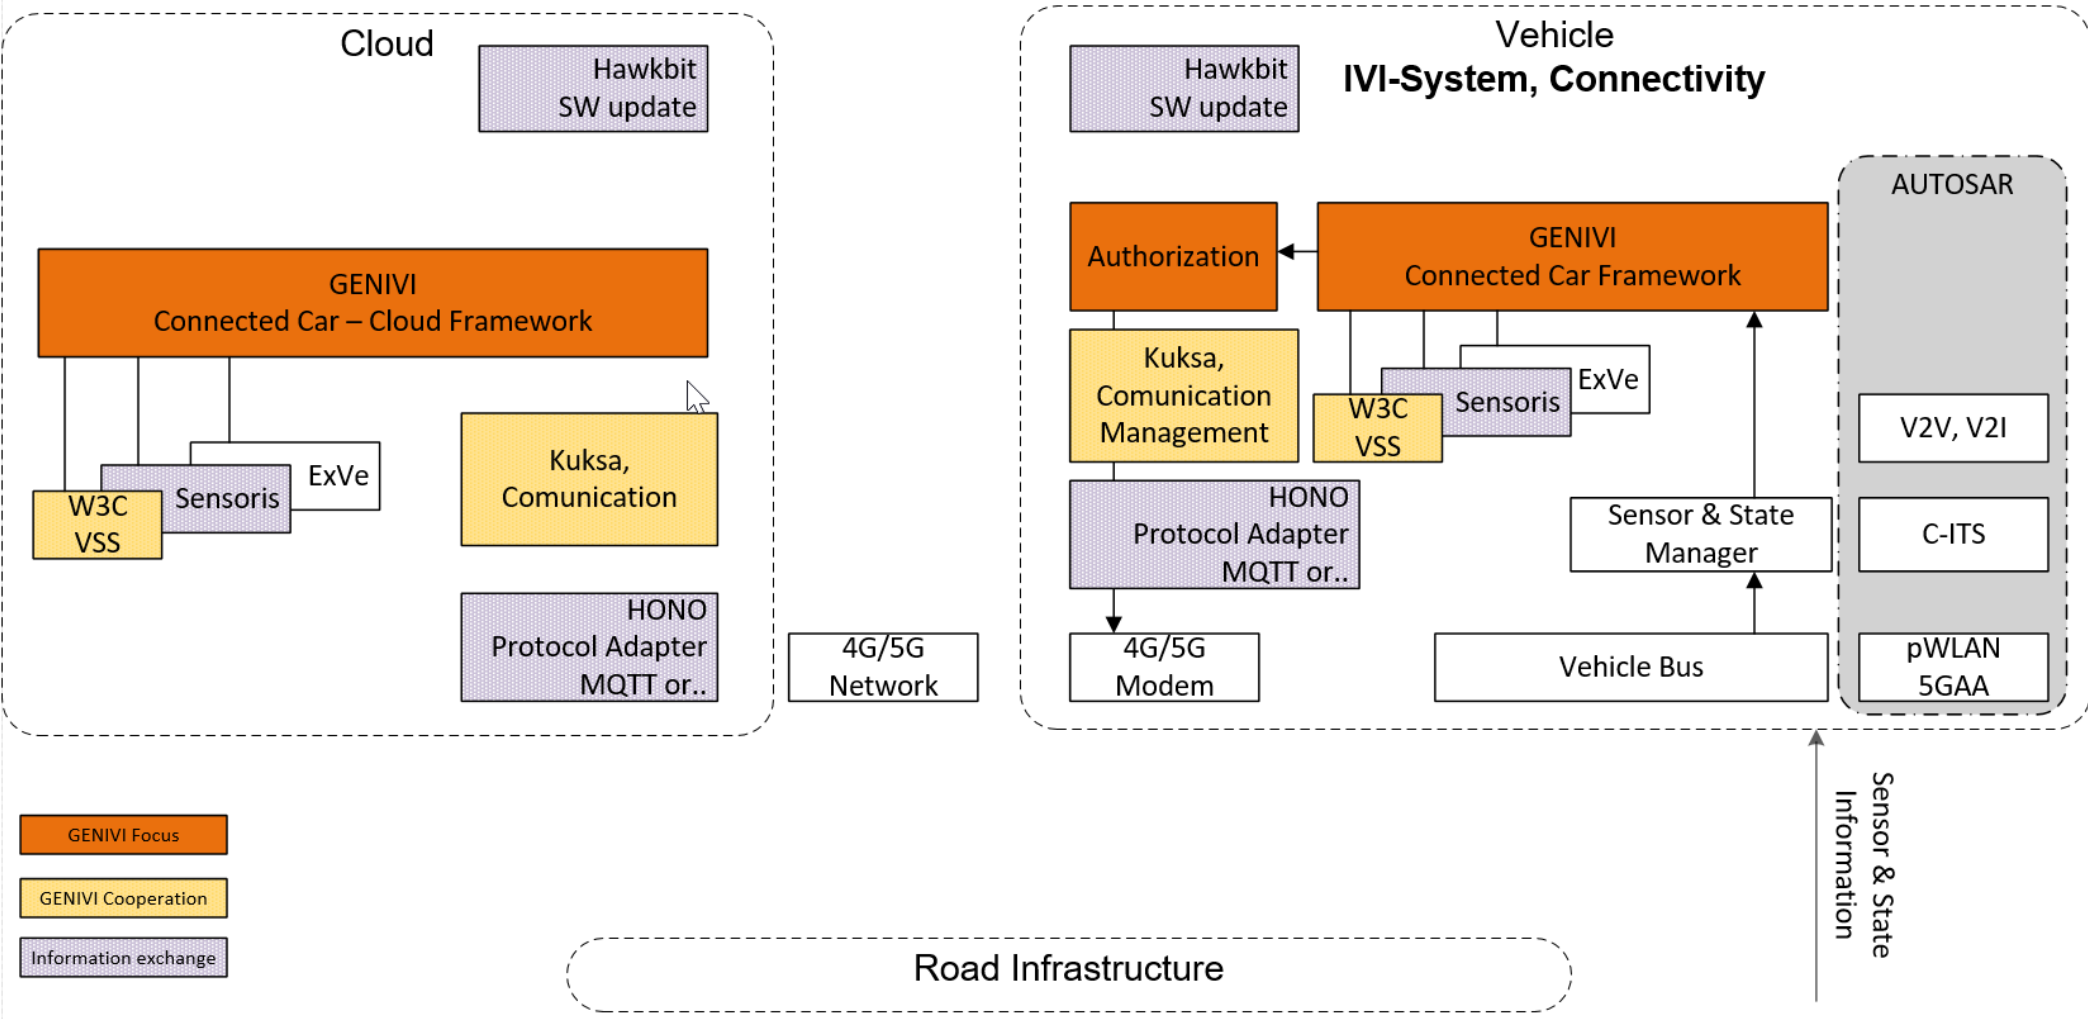 Cloud
Hawkbit
SW update
GENIVI
Connected Car – Cloud Framework
ExVe
Sensoris
W3C
VSS
Kuksa,
Comunication
HONO
Protocol Adapter
MQTT or..
4G/5G
Network
Vehicle
IVI-System, Connectivity
Hawkbit
SW update
Authorization
GENIVI
Connected Car Framework
Kuksa,
Comunication
Management
ExVe
Sensoris
W3C
VSS
HONO
Protocol Adapter
MQTT or..
Sensor & State
Manager
4G/5G
Modem
Vehicle Bus
AUTOSAR
V2V, V2I
C-ITS
pWLAN
5GAA
Sensor & State
Information
GENIVI Focus
GENIVI Cooperation
Information exchange
Road Infrastructure